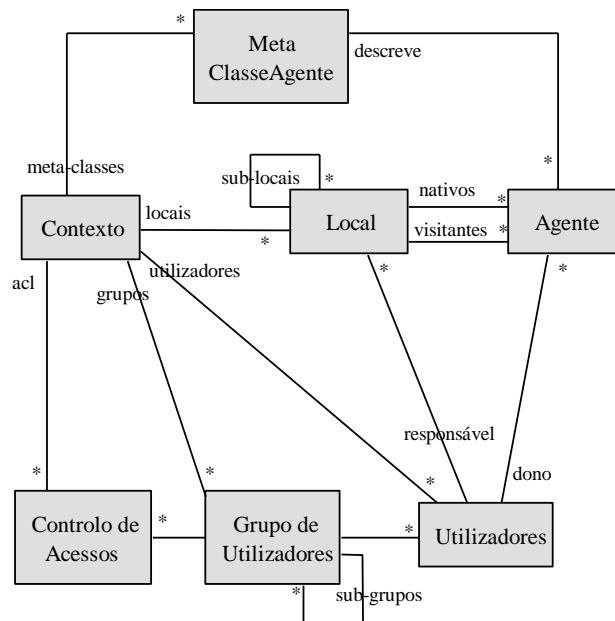 *
Meta
ClasseAgente
descreve
*
meta-classes
sub-locais
*
nativos
*
Contexto
locais
*
Local
visitantes
*
Agente
acl
grupos
utilizadores
*
*
responsável
dono
*
*
*
Controlo de
Acessos
*
Grupo de
Utilizadores
*
Utilizadores
*
sub-grupos